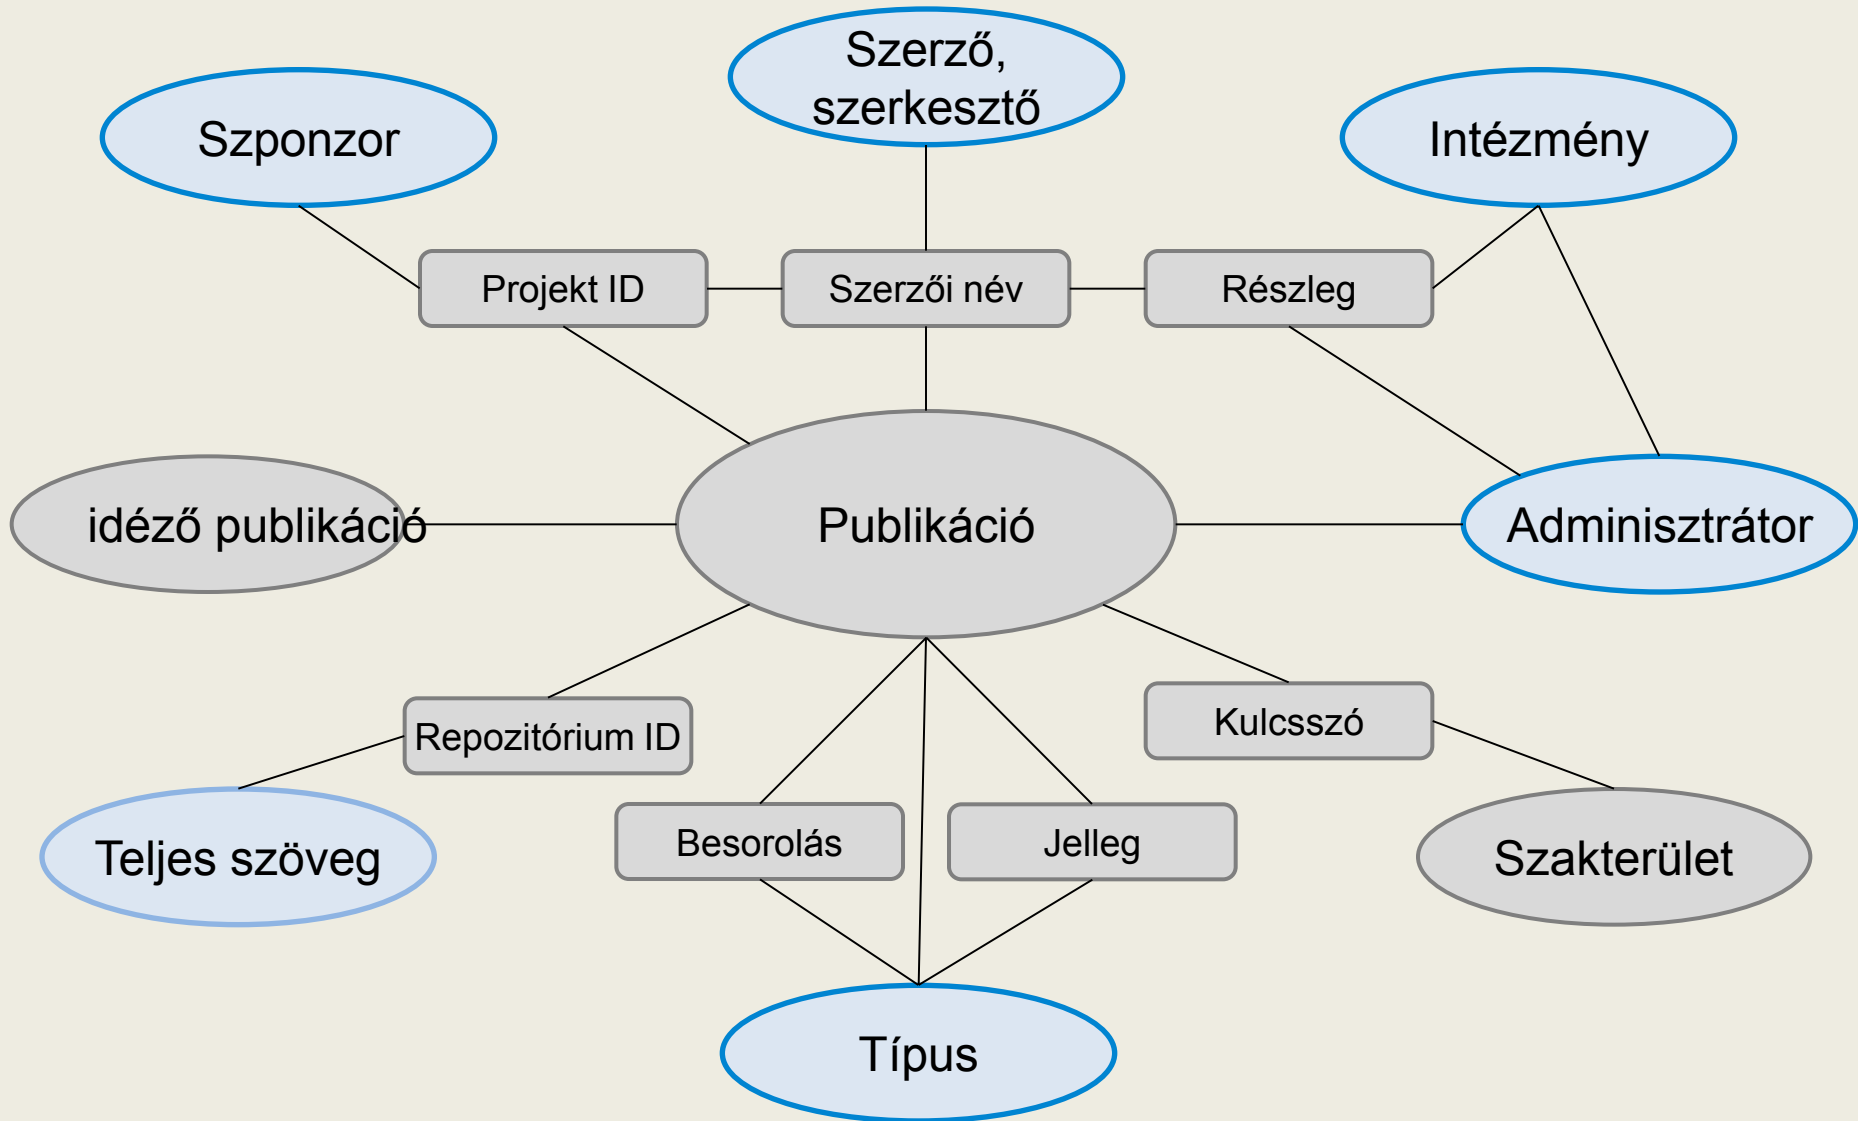 Szerző,
szerkesztő
Szponzor
Intézmény
Projekt ID
Szerzői név
Részleg
idéző publikáció
Publikáció
Adminisztrátor
Repozitórium ID
Kulcsszó
Teljes szöveg
Besorolás
Jelleg
Szakterület
Típus